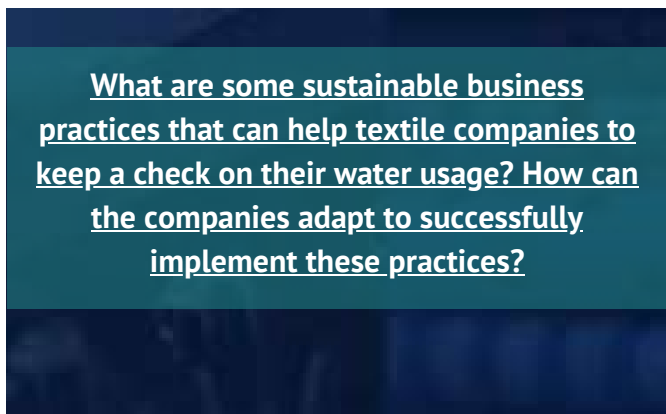 What are some sustainable business
practices that can help textile companies to
keep a check on their water usage? How can
the companies adapt to successfully
implement these practices?